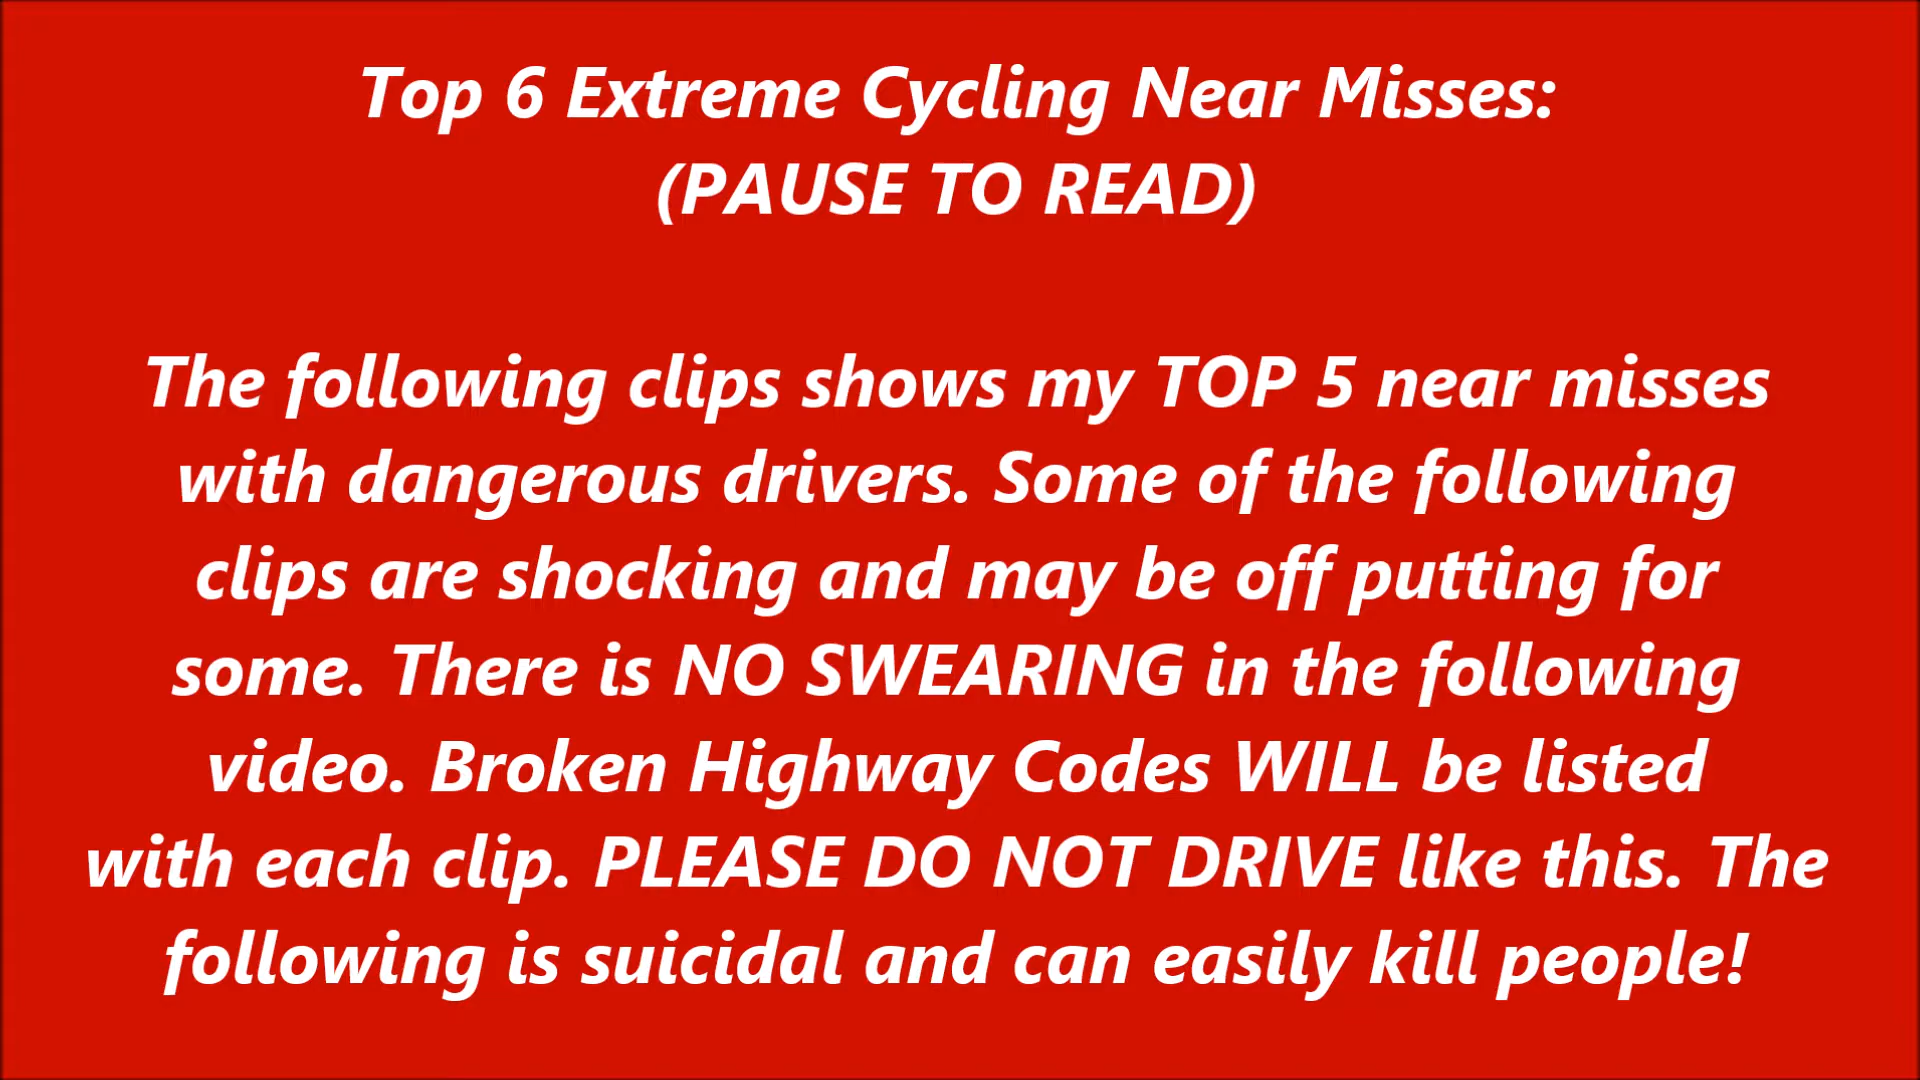 Top 6 Extreme Cycling Near Misses:
(PAUSE TO READ)
The following clips shows my TOP 5 near misses
with dangerous drivers. Some of the following
clips are shocking and may be off putting for
some. There is NO SWEARING in the following
video. Broken Highway Codes WILL be listed
with each clip. PLEASE DO NOT DRIVE like this. The
following is suicidal and can easily kill people!